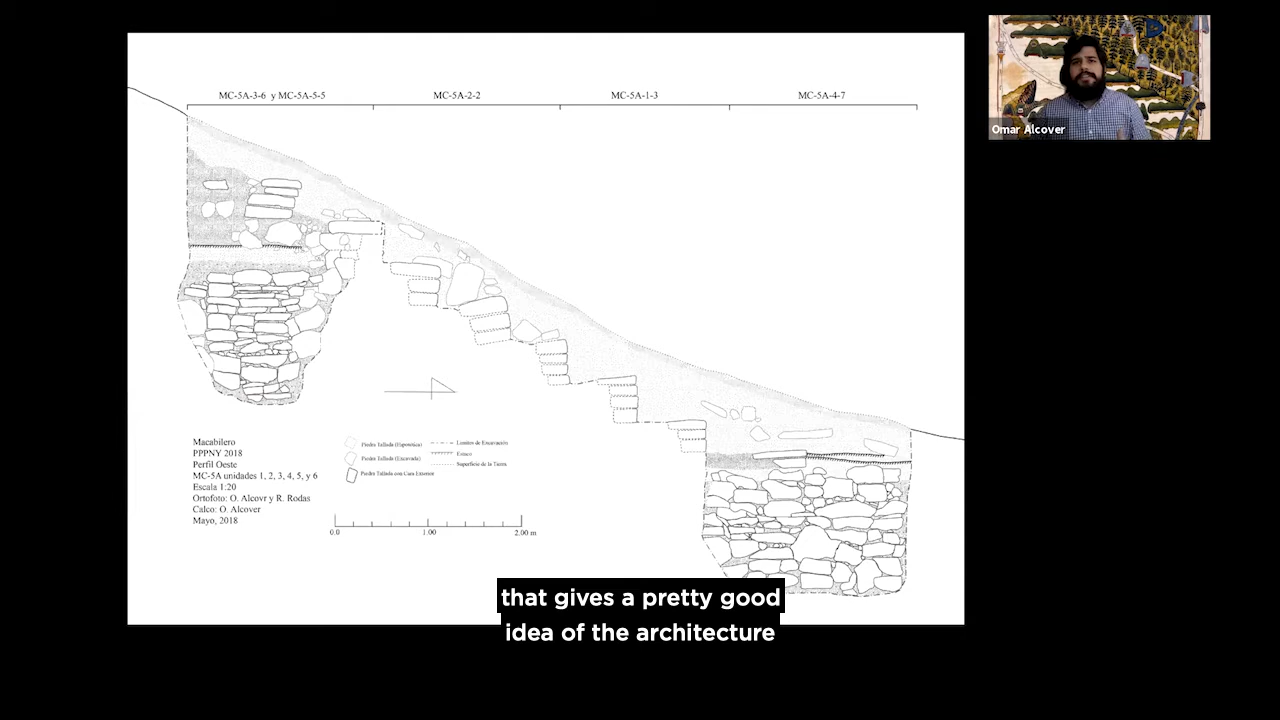 MC-5A-3-6 y MC-5A-5-5
MC-5A-2-2
MC-5A-1-3
MC-5A-4-7
Omar Alcover
Macabilero
PPPNY 2018
Perfil Oeste
MC-5A unidades 1, 2, 3, 4, 5, y 6
Escala 1:20
Ortofoto: O. Alcovr y R. Rodas
Calco: O. Alcover
Mayo, 2018
Piedra Tallada (Hipotetica)
Piedra Tallada (Excavada)
Piedra Tallada con Cara Exterior
Limites de Excavación
Estuco
Superficie de la Tierra
0.0
1.00
2.00 m
that gives a pretty good
idea of the architecture